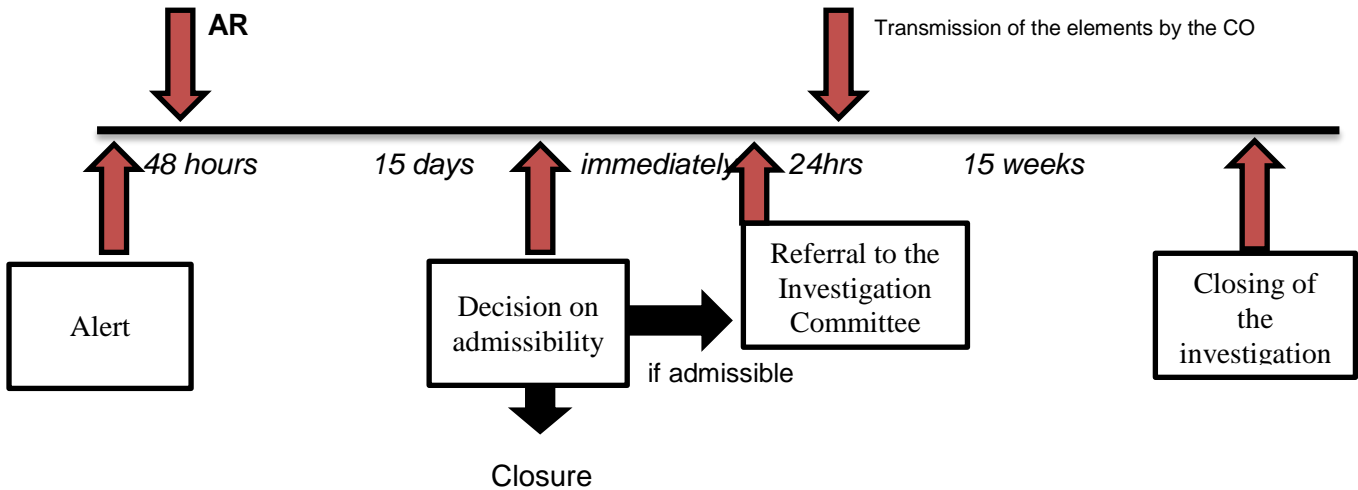 AR
Transmission of the elements by the CO
48 hours
15 days
immediately
24hrs
15 weeks
Alert
Decision on
admissibility
if admissible
Referral to the
Investigation
Committee
Closing of
the
investigation
Closure